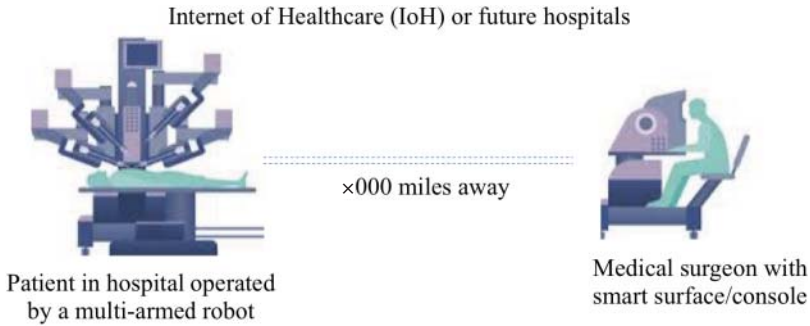 Internet of Healthcare (IoH) or future hospitals
×000 miles away
Patient in hospital operated
by a multi-armed robot
Medical surgeon with
smart surface/console